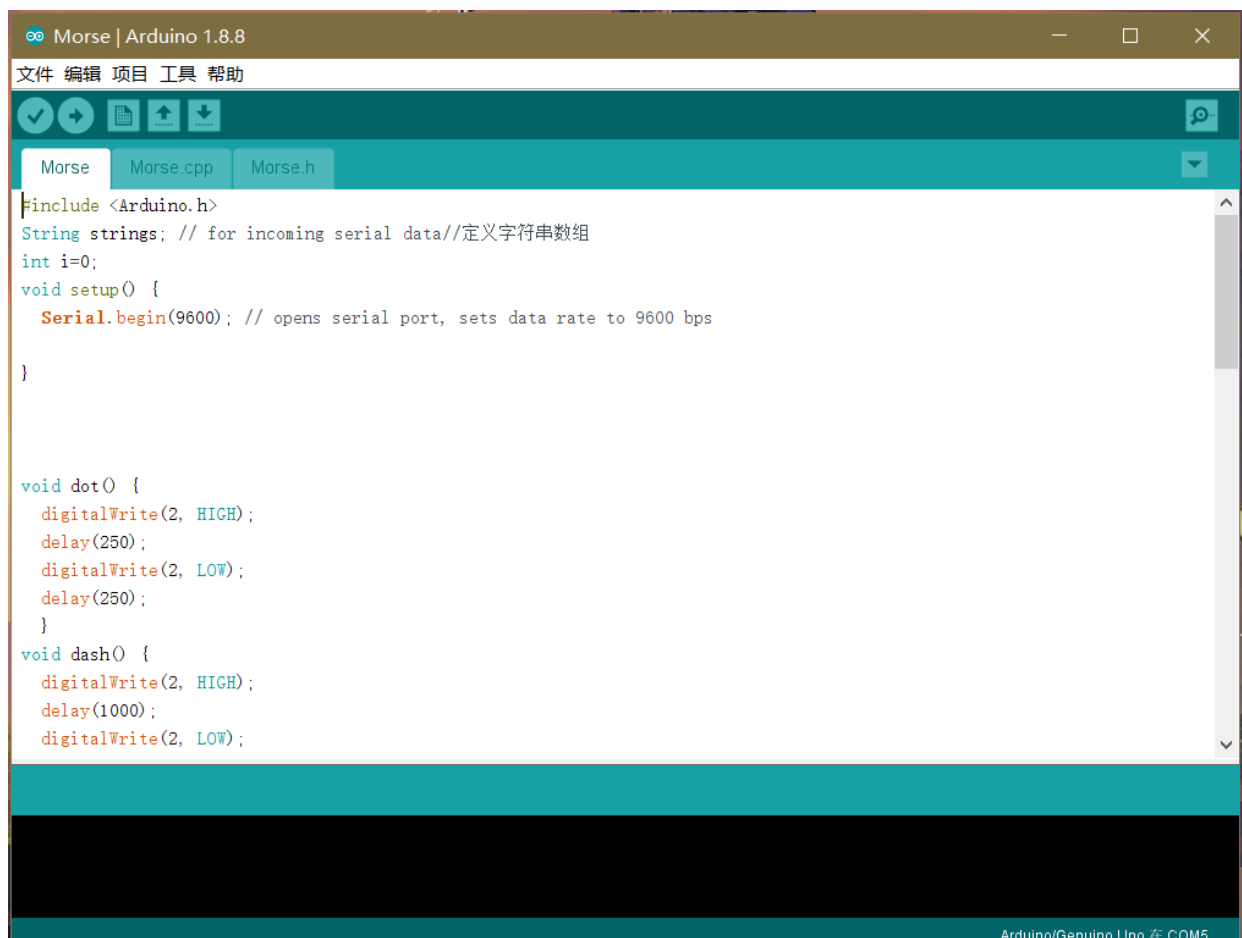 Morse | Arduino 1.8.8
文件 编辑 项目 工具 帮助
Morse Morse.cpp Morse.h
#include <Arduino.h>
String strings; // for incoming serial data//定义字符串数组
int i=0;
void setup() {
  Serial.begin(9600); // opens serial port, sets data rate to 9600 bps
}
void dot() {
  digitalWrite(2, HIGH);
  delay(250);
  digitalWrite(2, LOW);
  delay(250);
  }
void dash() {
  digitalWrite(2, HIGH);
  delay(1000);
  digitalWrite(2, LOW);
Arduino/Genuino Uno 在 COM5